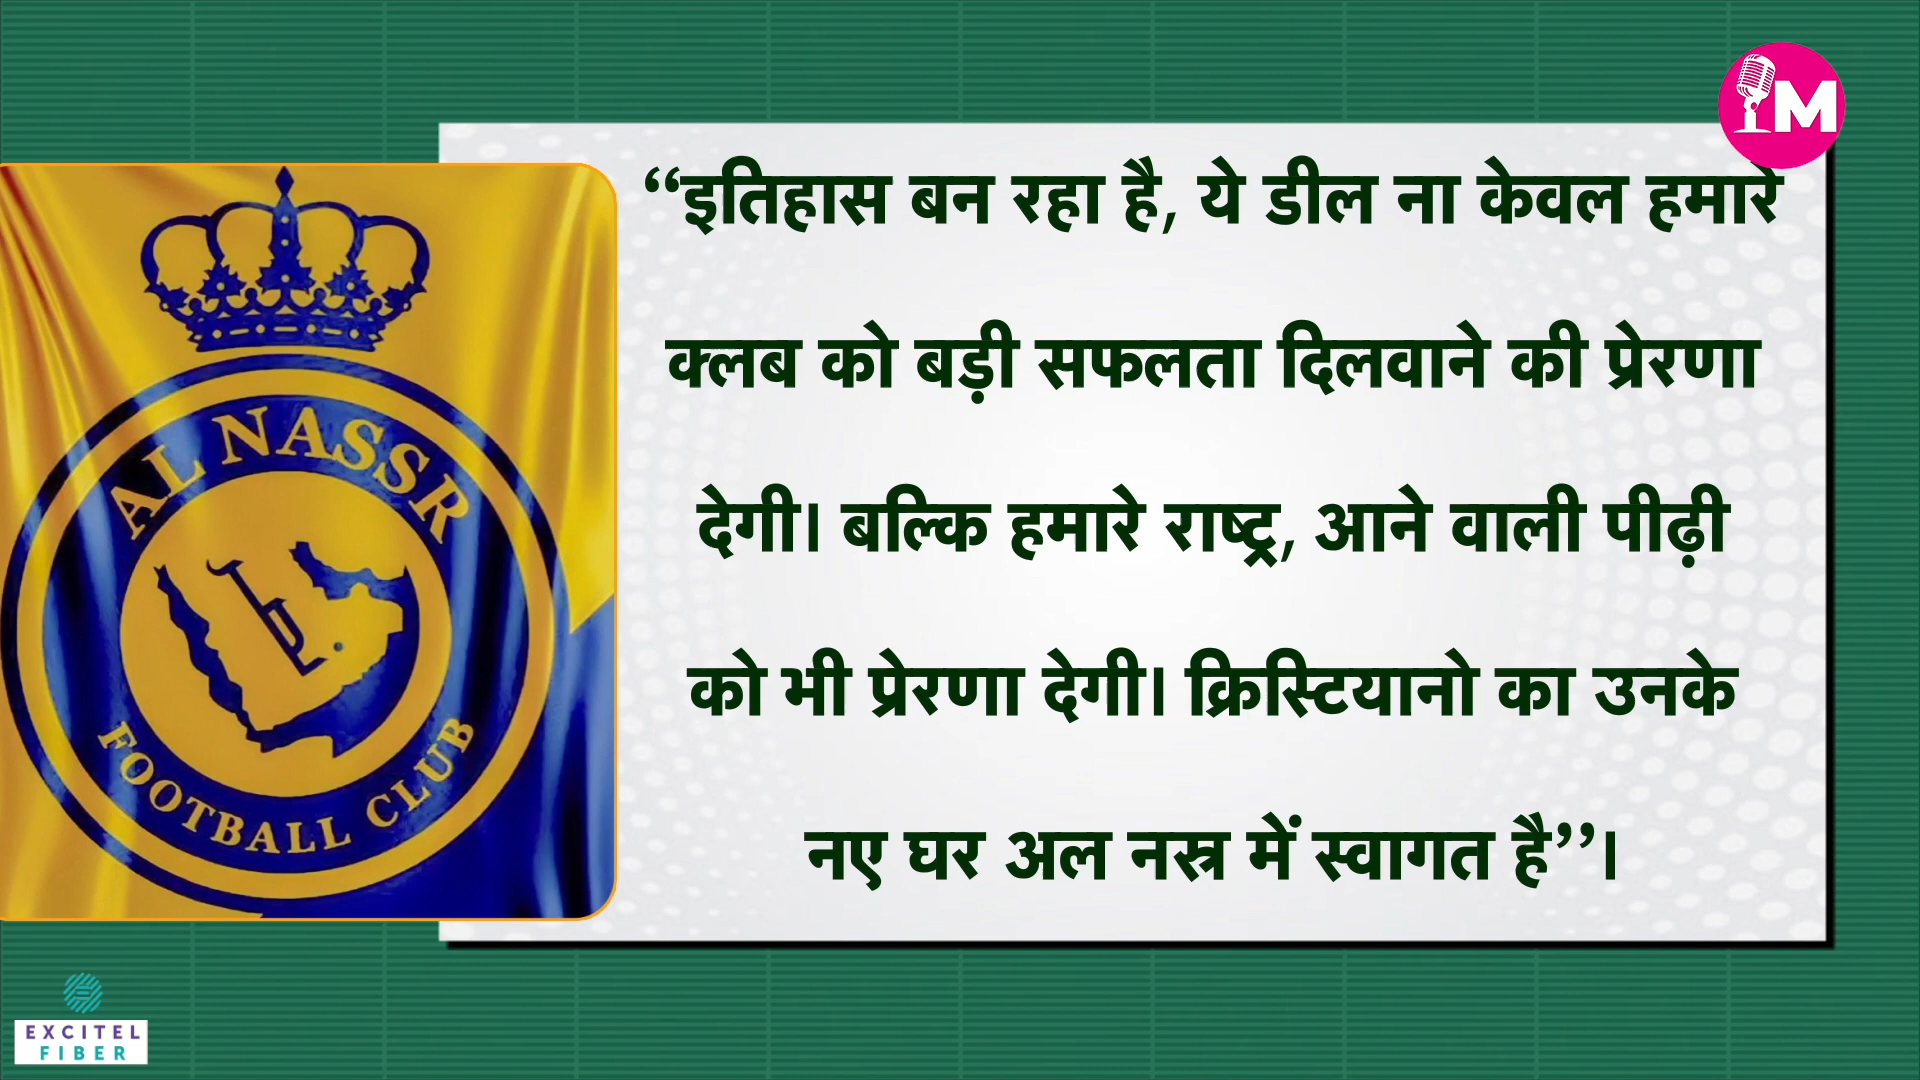 M
“इतिहास बन रहा है, ये डील ना केवल हमारे
क्लब को बड़ी सफलता दिलवाने की प्रेरणा
देगी। बल्कि हमारे राष्ट्र, आने वाली पीढ़ी
को भी प्रेरणा देगी। क्रिस्टियानो का उनके
नए घर अल नस्र में स्वागत है”।
AL NASSR
FOOTBALL CLUB
EXCITEL
FIBER